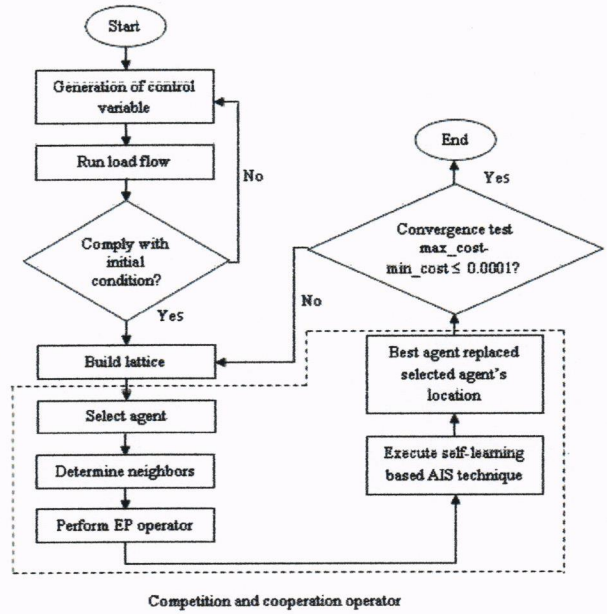 Start
Generation of control
variable
Run load flow
No
Comply with
initial
condition?
Yes
Build lattice
Select agent
Determine neighbors
Perform EP operator
Execute self-learning
based AIS technique
Best agent replaced
selected agent's
location
Convergence test
max_cost-
min_cost ≤ 0.0001?
No
Yes
End
Competition and cooperation operator